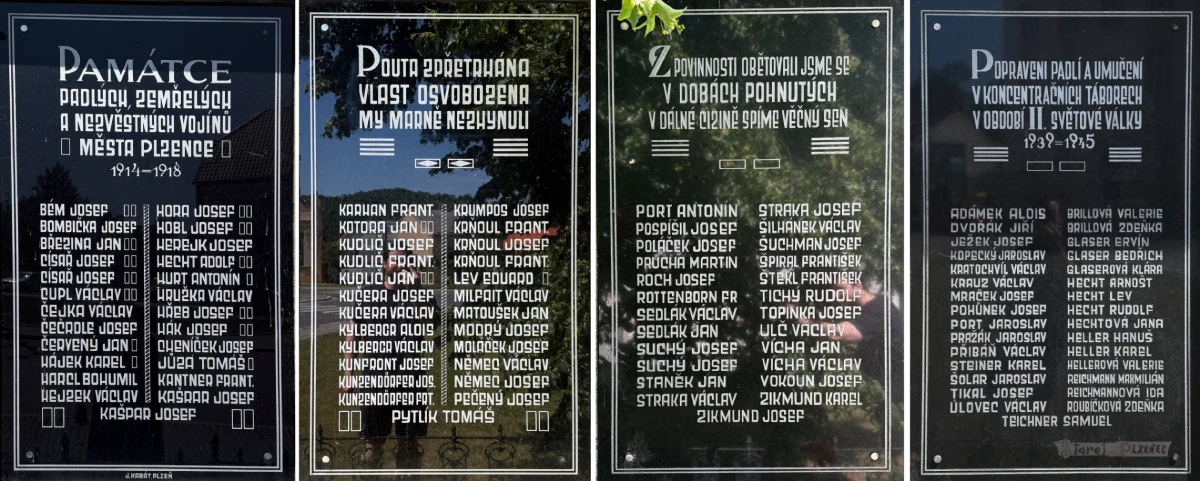 PAMÁTCE
PADLÝCH, ZEMŘELÝCH
A NEZVĚSTNÝCH VOJÍNŮ
MĚSTA PLZENCE
1914-1918
BÉM JOSEF
BOMBIČKA JOSEF
BŘEZINA JAN
CÍSAŘ JOSEF
CÍSAŘ JOSEF
CUPL VÁCLAV
ČEJKA VÁCLAV
ČEČRDLE JOSEF
ČERVENÝ JAN
HÁJEK KAREL
HARCL BOHUMIL
HEJZEK VÁCLAV
HORA JOSEF
HOBL JOSEF
HEREJK JOSEF
HECHT ADOLF
HURT ANTONÍN
HRŮZKA VÁCLAV
HŘEB JOSEF
HÁK JOSEF
CHENÍČEK JOSEF
JŮZA TOMÁŠ
KANTNER FRANT.
KAŠPAR JOSEF
KAŠPAR JOSEF
J. KABÁT, PLZEŇ
POUTA ZPŘETRHÁNA
VLAST OSVOBOZENA
MY MARNĚ NEZHYNULI
KARHAN FRANT.
KOTORA JAN
KUDLIČ JOSEF
KUDLIČ FRANT.
KUDLIČ JAN
KUČERA JOSEF
KUČERA VÁCLAV
KYLBERGR ALOIS
KYLBERGR VÁCLAV
KUNFRONT JOSEF
KUNZENDÖRFER JOS.
KUNZENDÖRFER FRANT.
KRUMPOS JOSEF
KRŇOUL FRANT.
KRŇOUL JOSEF
KRŇOUL FRANT.
LEV EDUARD
MILFAIT VÁCLAV
MATOUŠEK JAN
MODRÝ JOSEF
MOLÁČEK JOSEF
NĚMEC VÁCLAV
NĚMEC JOSEF
PEČENÝ JOSEF
PYTLÍK TOMÁŠ
Z POVINNOSTI OBĚTOVALI JSME SE
V DOBÁCH POHNUTÝCH
V DÁLNÉ CIZINĚ SPÍME VĚČNÝ SEN
PORT ANTONÍN
POSPÍŠIL JOSEF
POLÁČEK JOSEF
PRŮCHA MARTIN
ROCH JOSEF
ROTTENBORN FR
SEDLÁK VÁCLAV
SEDLÁK JAN
SUCHÝ JOSEF
SUCHÝ JOSEF
STANĚK JAN
STRAKA VÁCLAV
STRAKA JOSEF
ŠILHÁNEK VÁCLAV
ŠUCHMAN JOSEF
ŠPIRAL FRANTIŠEK
ŠTEKL FRANTIŠEK
TICHÝ RUDOLF
TOPINKA JOSEF
ULČ VÁCLAV
VÍCHA JAN
VÍCHA VÁCLAV
VOKOUN JOSEF
ZIKMUND KAREL
ZIKMUND JOSEF
POPRAVENI PADLÍ A UMUČENÍ
V KONCENTRAČNÍCH TÁBORECH
V OBDOBÍ II. SVĚTOVÉ VÁLKY
1939-1945
ADÁMEK ALOIS
DVOŘÁK JIŘÍ
JEŽEK JOSEF
KOPECKÝ JAROSLAV
KRATOCHVÍL VÁCLAV
KRAUZ VÁCLAV
MRÁČEK JOSEF
POHŮNEK JOSEF
PORT JAROSLAV
PRAŽÁK JAROSLAV
PŘIBÁŇ VÁCLAV
STEINER KAREL
ŠOLAR JAROSLAV
TIKAL JOSEF
ÚLOVEC VÁCLAV
BRILLOVÁ VALERIE
BRILLOVÁ ZDEŇKA
GLASER ERVÍN
GLASER BEDŘICH
GLASEROVÁ KLÁRA
HECHT ARNOŠT
HECHT LEV
HECHT RUDOLF
HECHTOVÁ JANA
HELLER HANUŠ
HELLER KAREL
HELLEROVÁ VALERIE
REICHMANN MAXMILIÁN
REICHMANNOVÁ IDA
ROUBÍČKOVÁ ZDENKA
TEICHNER SAMUEL
PLZENEC